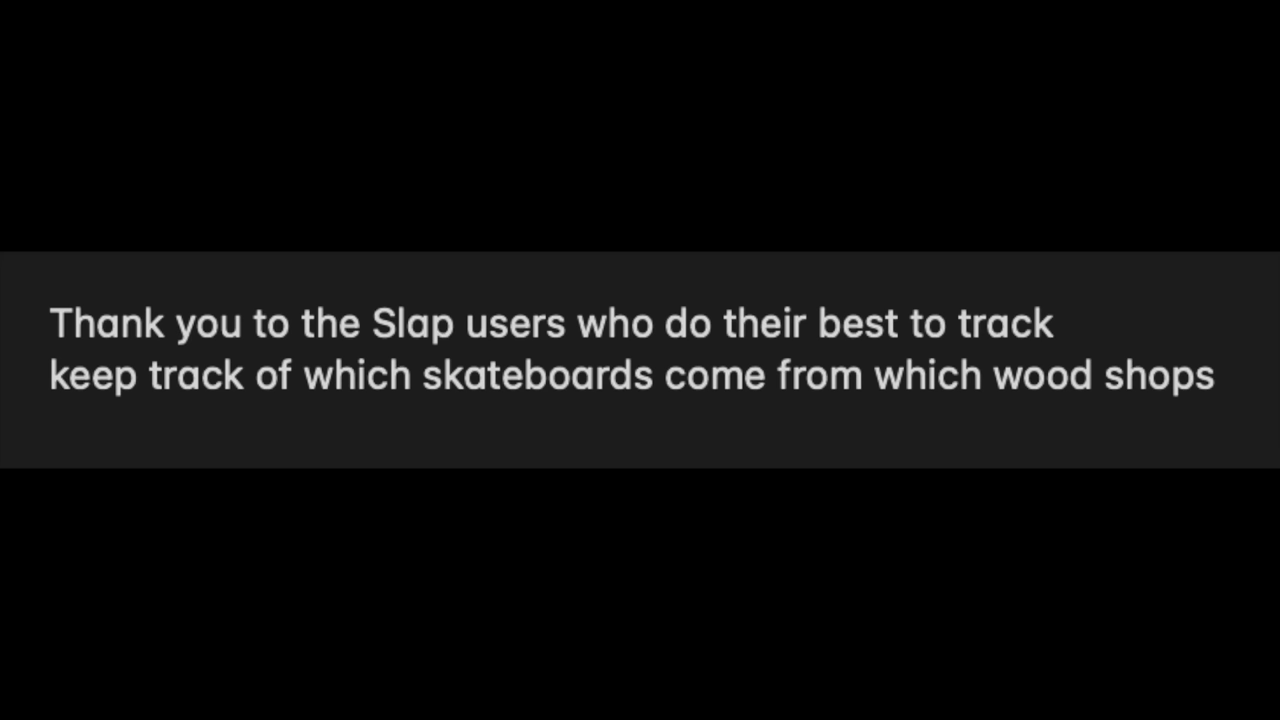 Thank you to the Slap users who do their best to track
keep track of which skateboards come from which wood shops